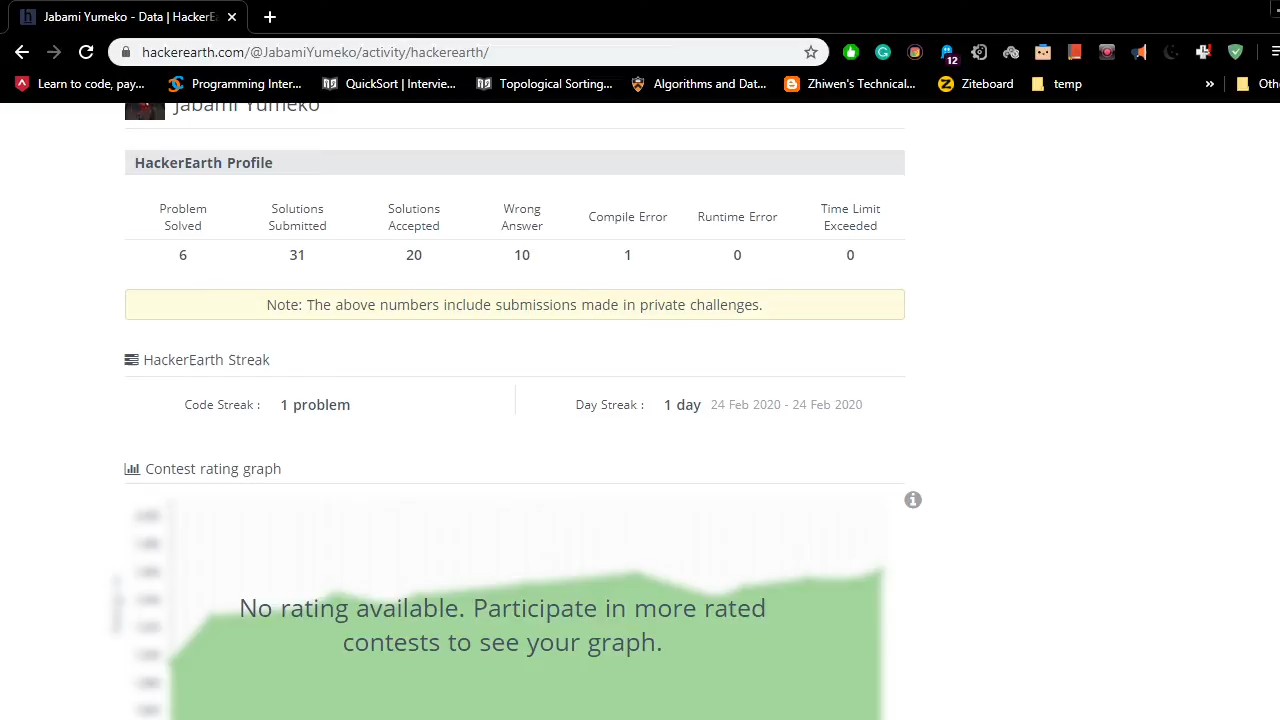 Jabami Yumeko - Data | HackerEa
hackerearth.com/@JabamiYumeko/activity/hackerearth/
12
Learn to code, pay...
Programming Inter...
QuickSort | Intervie...
Topological Sorting...
Algorithms and Dat...
Zhiwen's Technical...
Ziteboard
temp
»
Oth
Jabami Yumeko
HackerEarth Profile
Problem Solved
Solutions Submitted
Solutions Accepted
Wrong Answer
Compile Error
Runtime Error
Time Limit Exceeded
6 31 20 10 1 0 0
Note: The above numbers include submissions made in private challenges.
HackerEarth Streak
Code Streak : 1 problem
Day Streak : 1 day 24 Feb 2020 - 24 Feb 2020
Contest rating graph
No rating available. Participate in more rated
contests to see your graph.